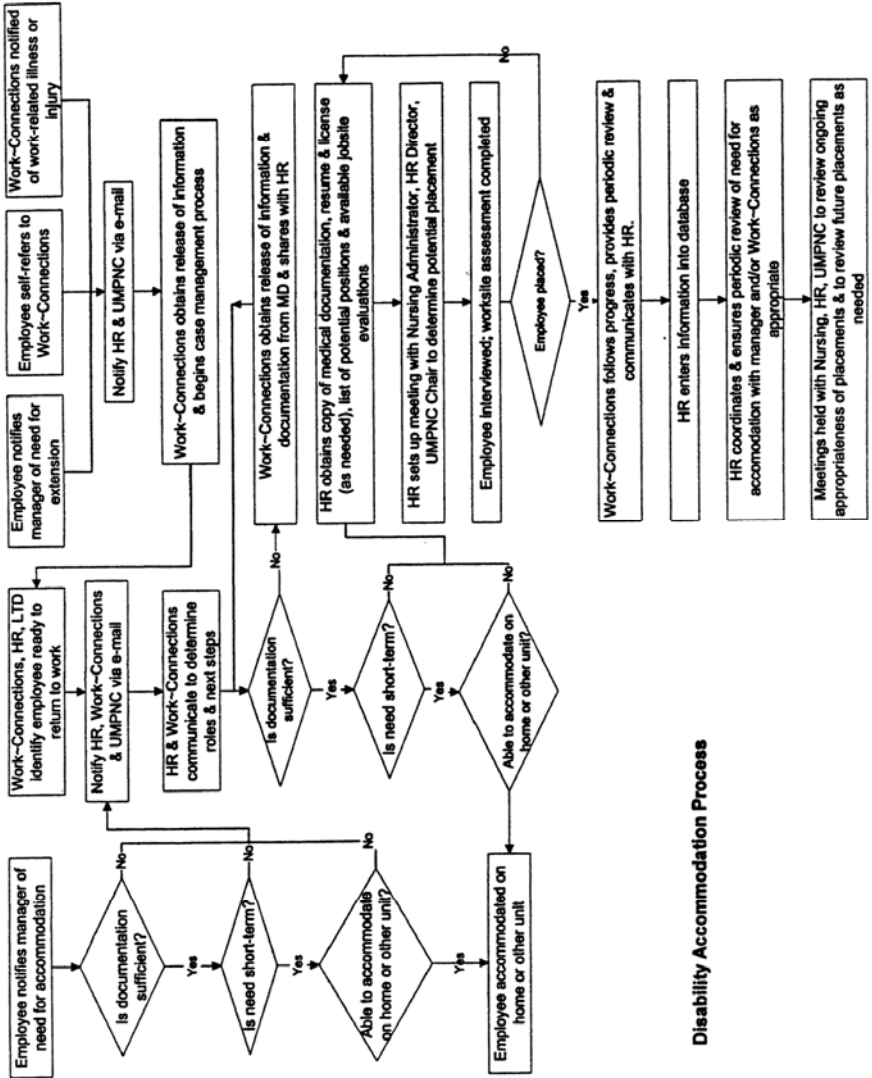 Employee notifies manager of
need for accommodation
Is documentation
sufficient?
No
Yes
Is need short-term?
No
Yes
Able to accommodate
on home or other unit?
No
Yes
Employee accommodated on
home or other unit
Work~Connections, HR, LTD
identify employee ready to
return to work
Notify HR, Work~Connections
& UMPNC via e-mail
HR & Work~Connections
communicate to determine
roles & next steps
Is documentation
sufficient?
No
Yes
Is need short-term?
No
Yes
Able to accommodate on
home or other unit?
No
Yes
Employee notifies
manager of need for
extension
Employee self-refers to
Work~Connections
Work~Connections notified
of work-related illness or
injury
Notify HR & UMPNC via e-mail
Work~Connections obtains release of information
& begins case management process
Work~Connections obtains release of information &
documentation from MD & shares with HR
HR obtains copy of medical documentation, resume & license
(as needed), list of potential positions & available jobsite
evaluations
HR sets up meeting with Nursing Administrator, HR Director,
UMPNC Chair to determine potential placement
Employee interviewed; worksite assessment completed
Employee placed?
No
Yes
Work~Connections follows progress, provides periodic review &
communicates with HR.
HR enters information into database
HR coordinates & ensures periodic review of need for
accomodation with manager and/or Work~Connections as
appropriate
Meetings held with Nursing, HR, UMPNC to review ongoing
appropriateness of placements & to review future placements as
needed
Disability Accommodation Process